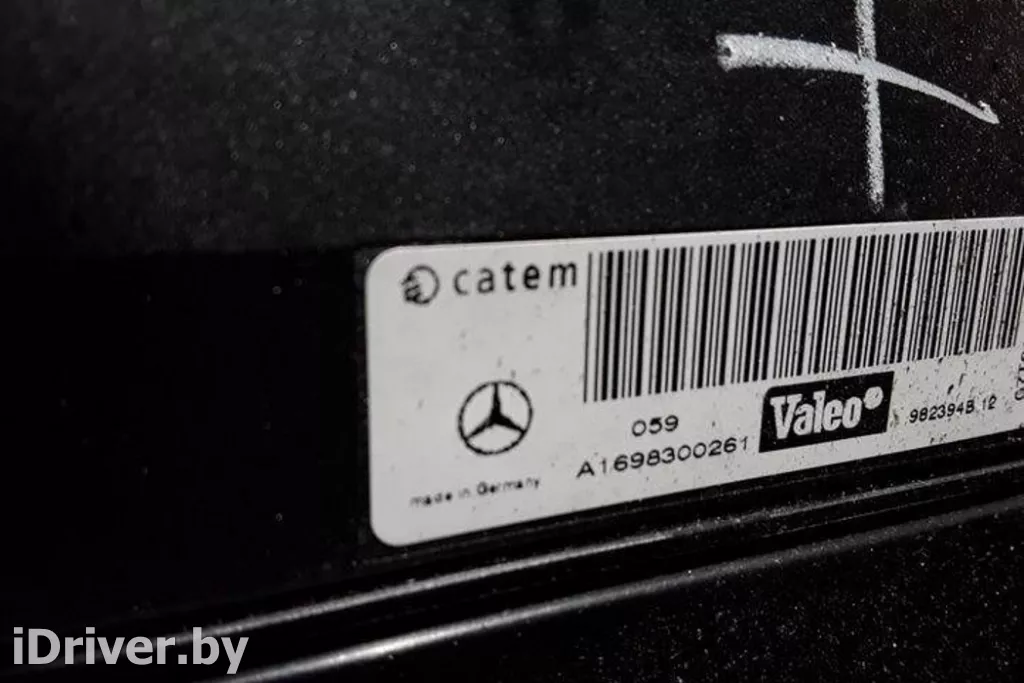 catem
059
A1698300261
Valeo
982394B 12
made in Germany
iDriver.by